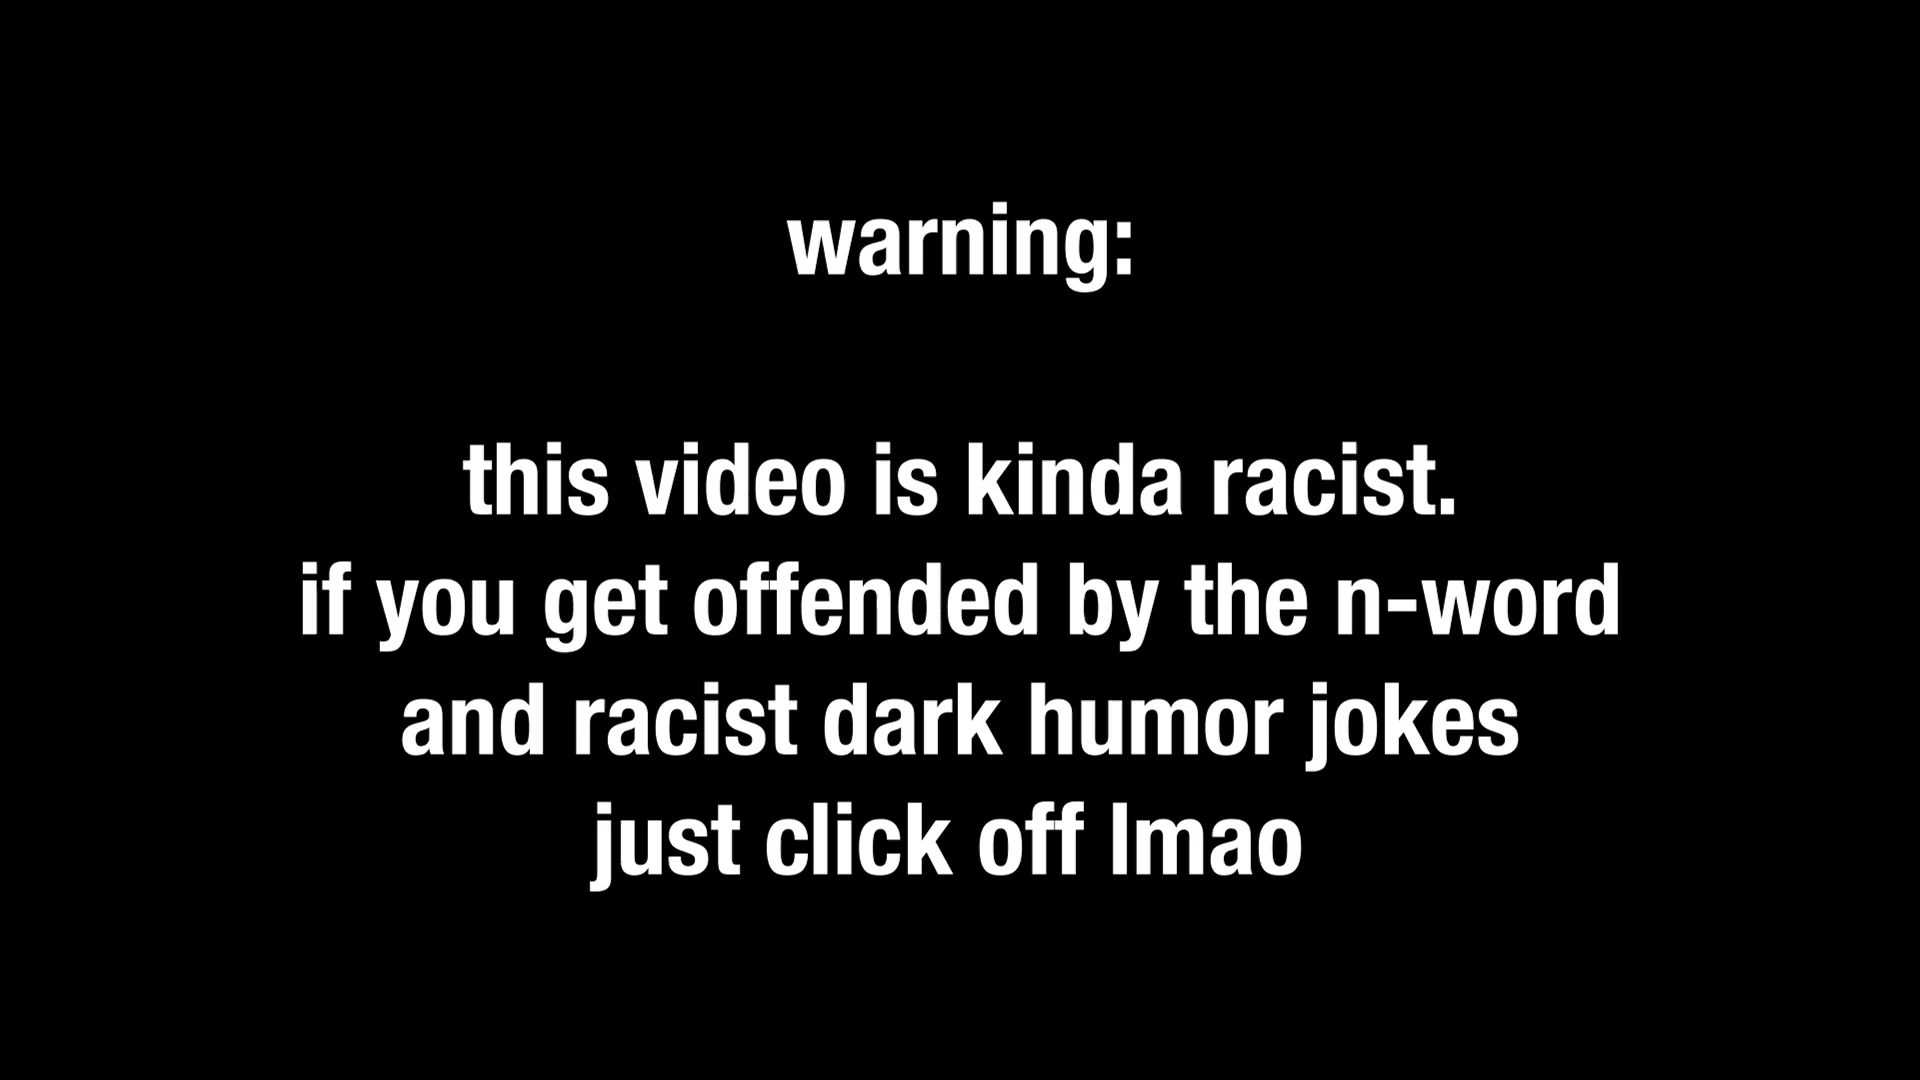 warning:
this video is kinda racist.
if you get offended by the n-word
and racist dark humor jokes
just click off lmao